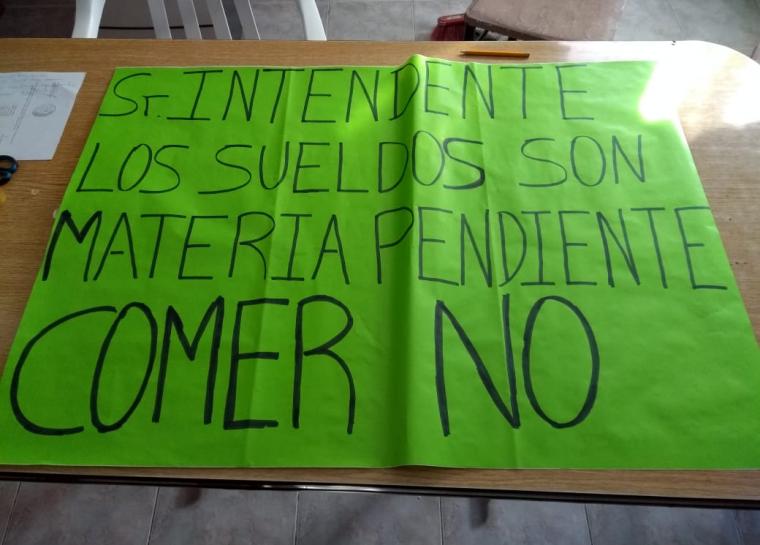 Sr. INTENDENTE
LOS SUELDOS SON
MATERIA PENDIENTE
COMER NO